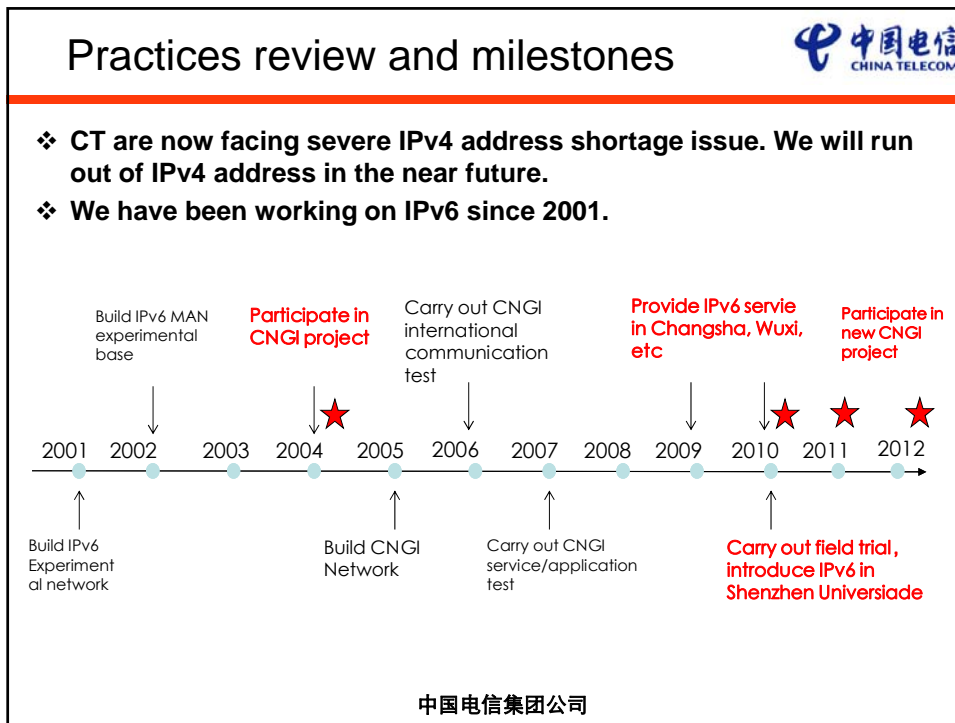 Practices review and milestones
中国电信
CHINA TELECOM
❖ CT are now facing severe IPv4 address shortage issue. We will run
out of IPv4 address in the near future.
❖ We have been working on IPv6 since 2001.
Build IPv6 MAN
experimental
base
Participate in
CNGI project
Carry out CNGI
international
communication
test
Provide IPv6 servie
in Changsha, Wuxi,
etc
Participate in
new CNGI
project
2001 2002 2003 2004 2005 2006 2007 2008 2009 2010 2011 2012
Build IPv6
Experiment
al network
Build CNGI
Network
Carry out CNGI
service/application
test
Carry out field trial,
introduce IPv6 in
Shenzhen Universiade
中国电信集团公司